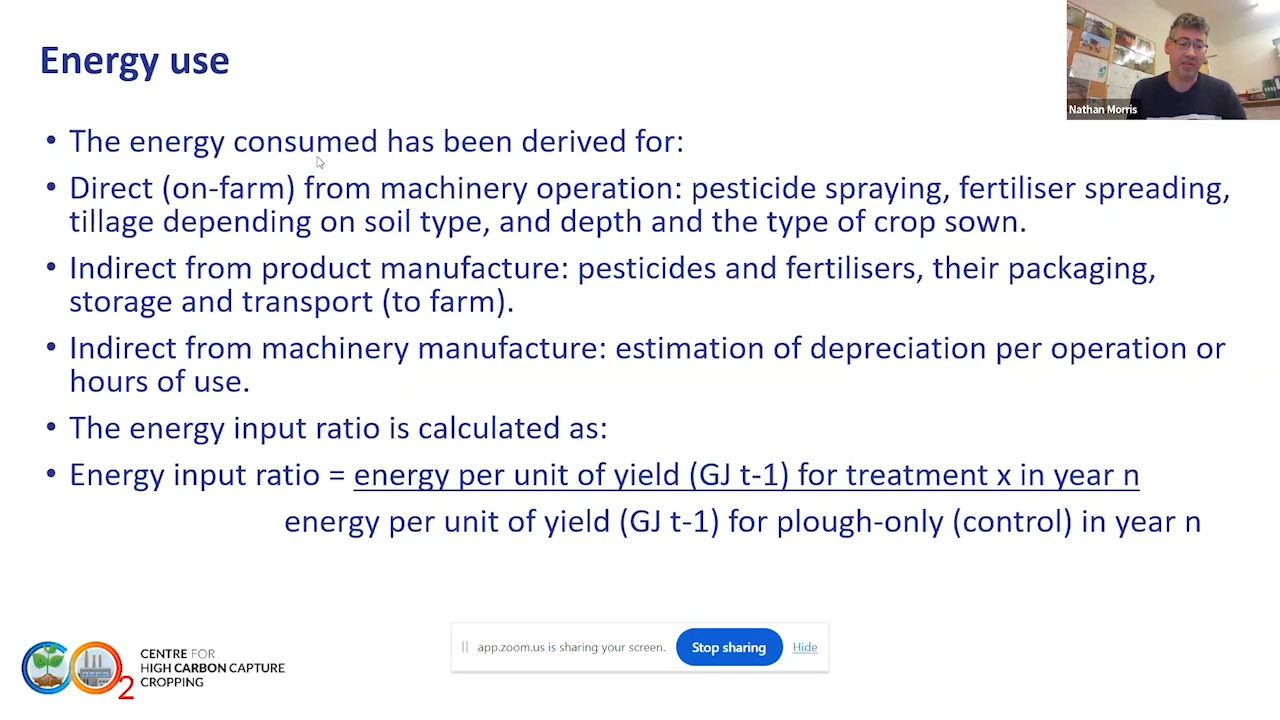 Energy use
Nathan Morris
• The energy consumed has been derived for:
• Direct (on-farm) from machinery operation: pesticide spraying, fertiliser spreading,
tillage depending on soil type, and depth and the type of crop sown.
• Indirect from product manufacture: pesticides and fertilisers, their packaging,
storage and transport (to farm).
• Indirect from machinery manufacture: estimation of depreciation per operation or
hours of use.
• The energy input ratio is calculated as:
• Energy input ratio = energy per unit of yield (GJ t-1) for treatment x in year n
energy per unit of yield (GJ t-1) for plough-only (control) in year n
CO2
CENTRE FOR
HIGH CARBON CAPTURE
CROPPING
app.zoom.us is sharing your screen.
Stop sharing
Hide